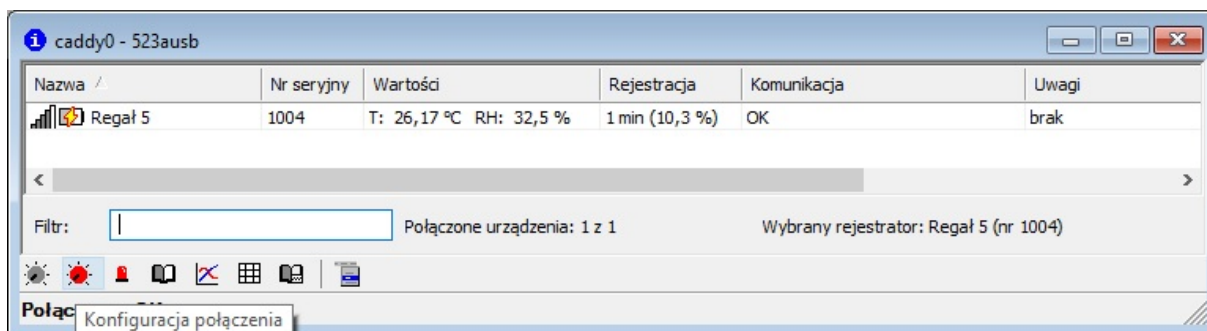 caddy0 - 523ausb
Nazwa Nr seryjny Wartości Rejestracja Komunikacja Uwagi
Regał 5 1004 T: 26,17 ºC RH: 32,5 % 1 min (10,3 %) OK brak
Filtr: Połączone urządzenia: 1 z 1 Wybrany rejestrator: Regał 5 (nr 1004)
Konfiguracja połączenia